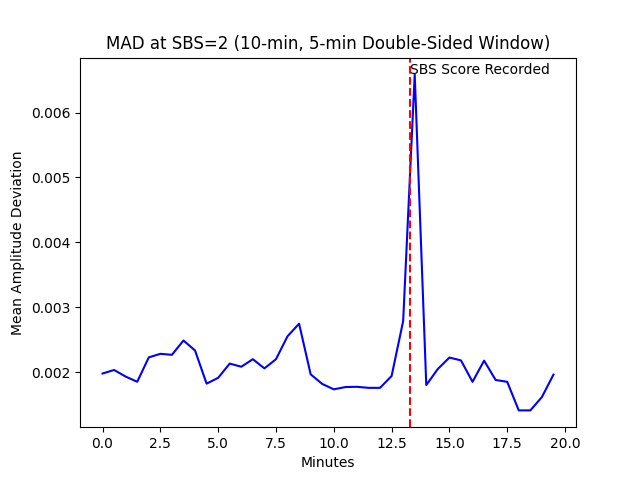 MAD at SBS=2 (10-min, 5-min Double-Sided Window)
SBS Score Recorded
0.006
0.005
0.004
0.003
0.002
Mean Amplitude Deviation
0.0 2.5 5.0 7.5 10.0 12.5 15.0 17.5 20.0
Minutes